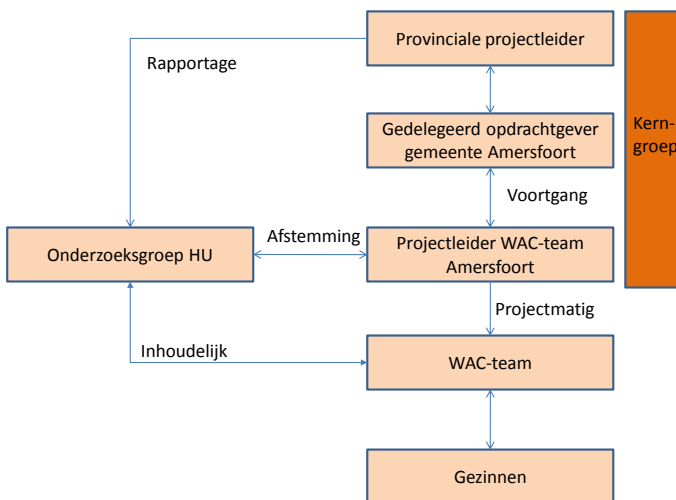 Provinciale projectleider
Rapportage
Gedelegeerd opdrachtgever
gemeente Amersfoort
Kern-
groep
Voortgang
Afstemming
Onderzoeksgroep HU
Projectleider WAC-team
Amersfoort
Projectmatig
Inhoudelijk
WAC-team
Gezinnen